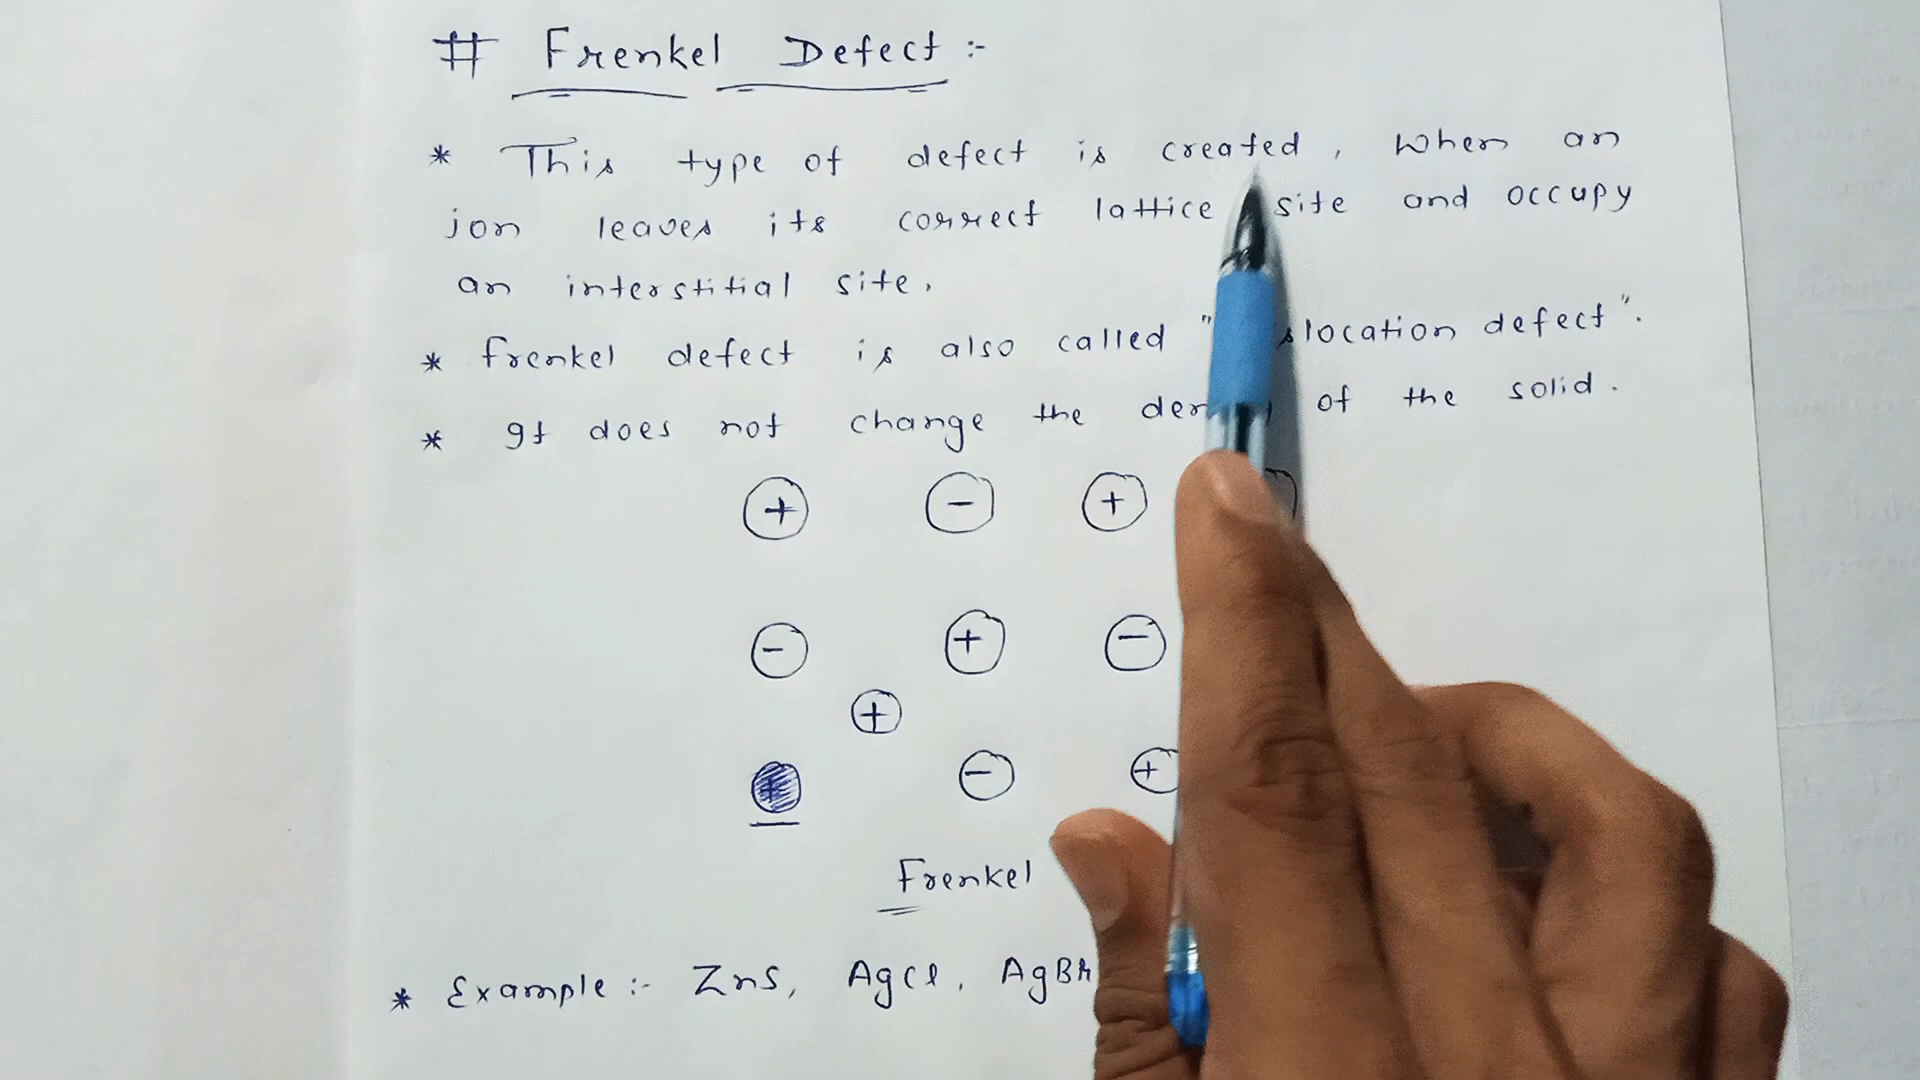 # Frenkel Defect :-
* This type of defect is created, when an
ion leaves its correct lattice site and occupy
an interstitial site.
* frenkel defect is also called " slocation defect".
* It does not change the den of the solid.
+ - +
- + -
+
+ - +
Frenkel
* Example :- ZnS, AgCl, AgBr